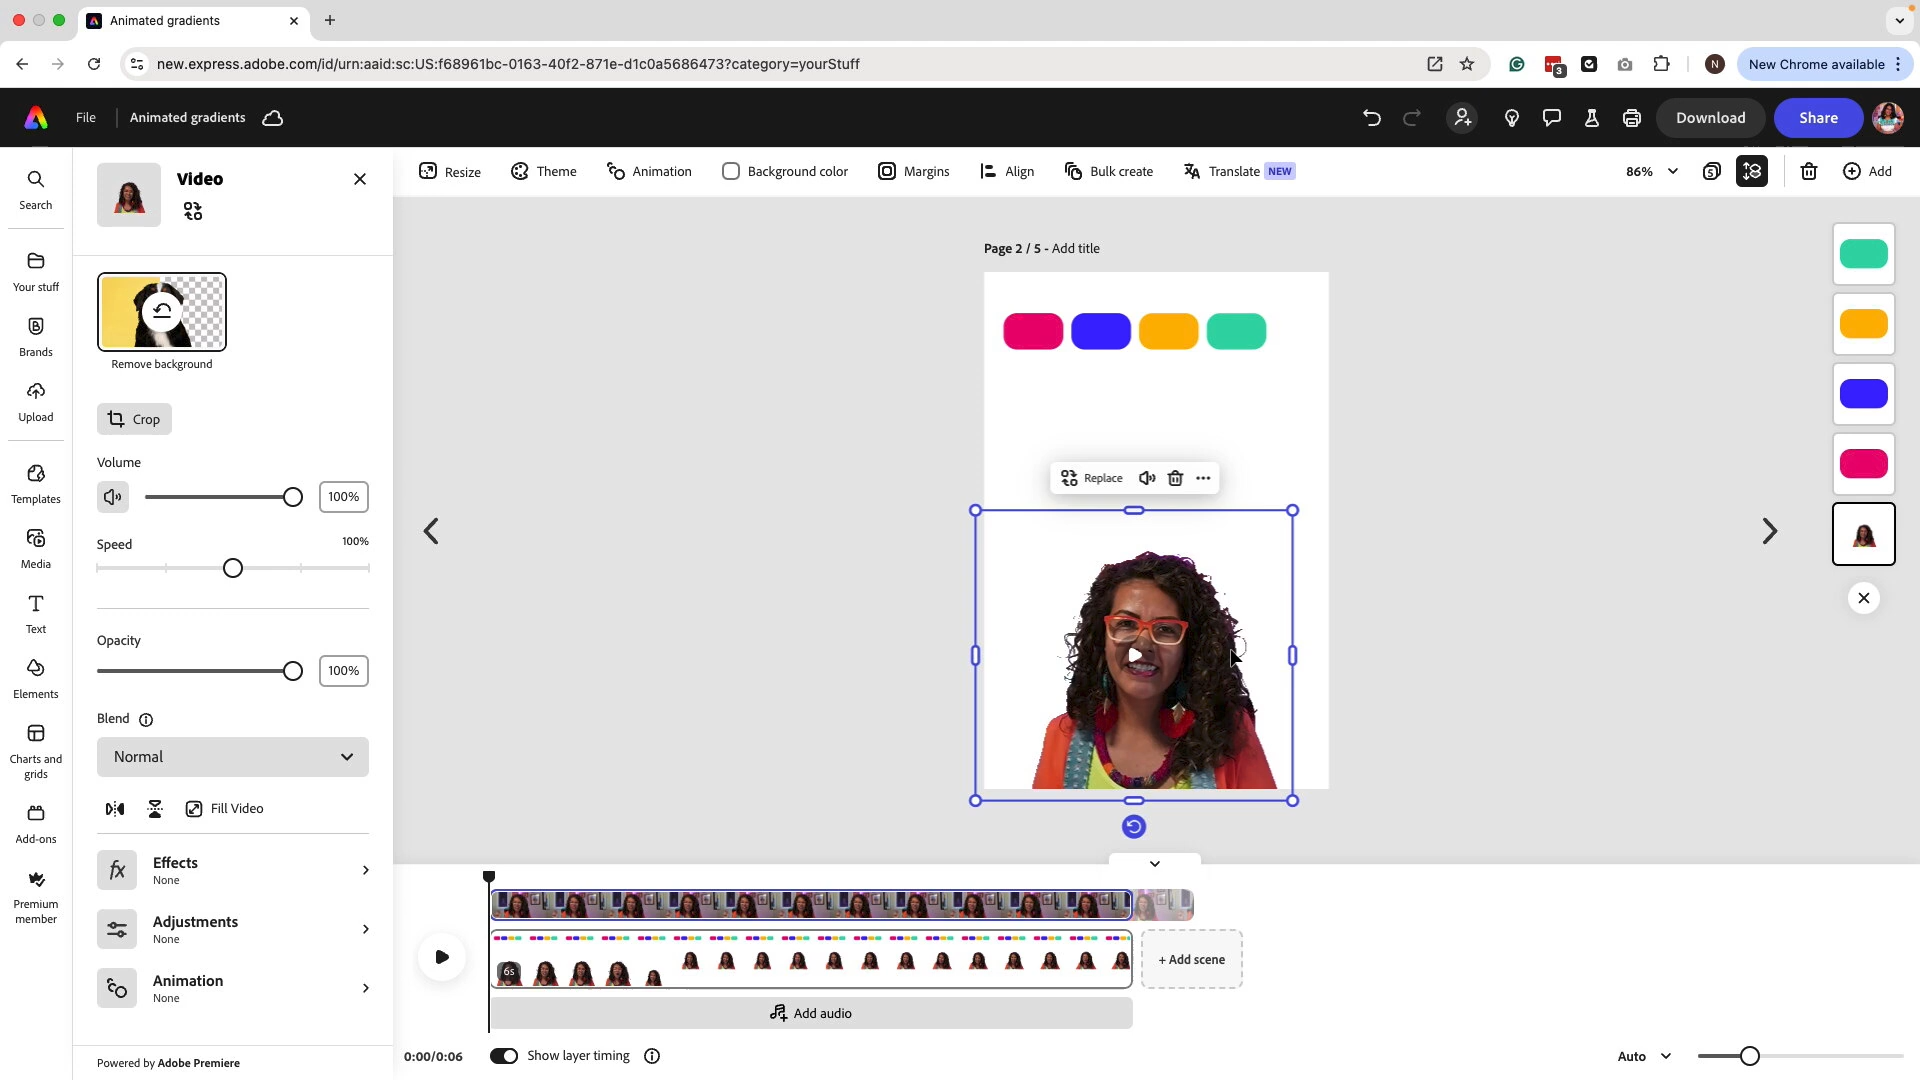 Animated gradients
new.express.adobe.com/id/urn:aaid:sc:US:f68961bc-0163-40f2-871e-d1c0a5686473?category=yourStuff
3
N
New Chrome available
File
Animated gradients
Download
Share
Search
Your stuff
Brands
Upload
Templates
Media
Text
Elements
Charts and
grids
Add-ons
Premium
member
Video
Remove background
Crop
Volume
100%
Speed
100%
Opacity
100%
Blend
Normal
Fill Video
Effects
None
Adjustments
None
Animation
None
Powered by Adobe Premiere
Resize
Theme
Animation
Background color
Margins
Align
Bulk create
Translate NEW
86%
5
Add
Page 2 / 5 - Add title
Replace
6s
+ Add scene
Add audio
0:00/0:06
Show layer timing
Auto